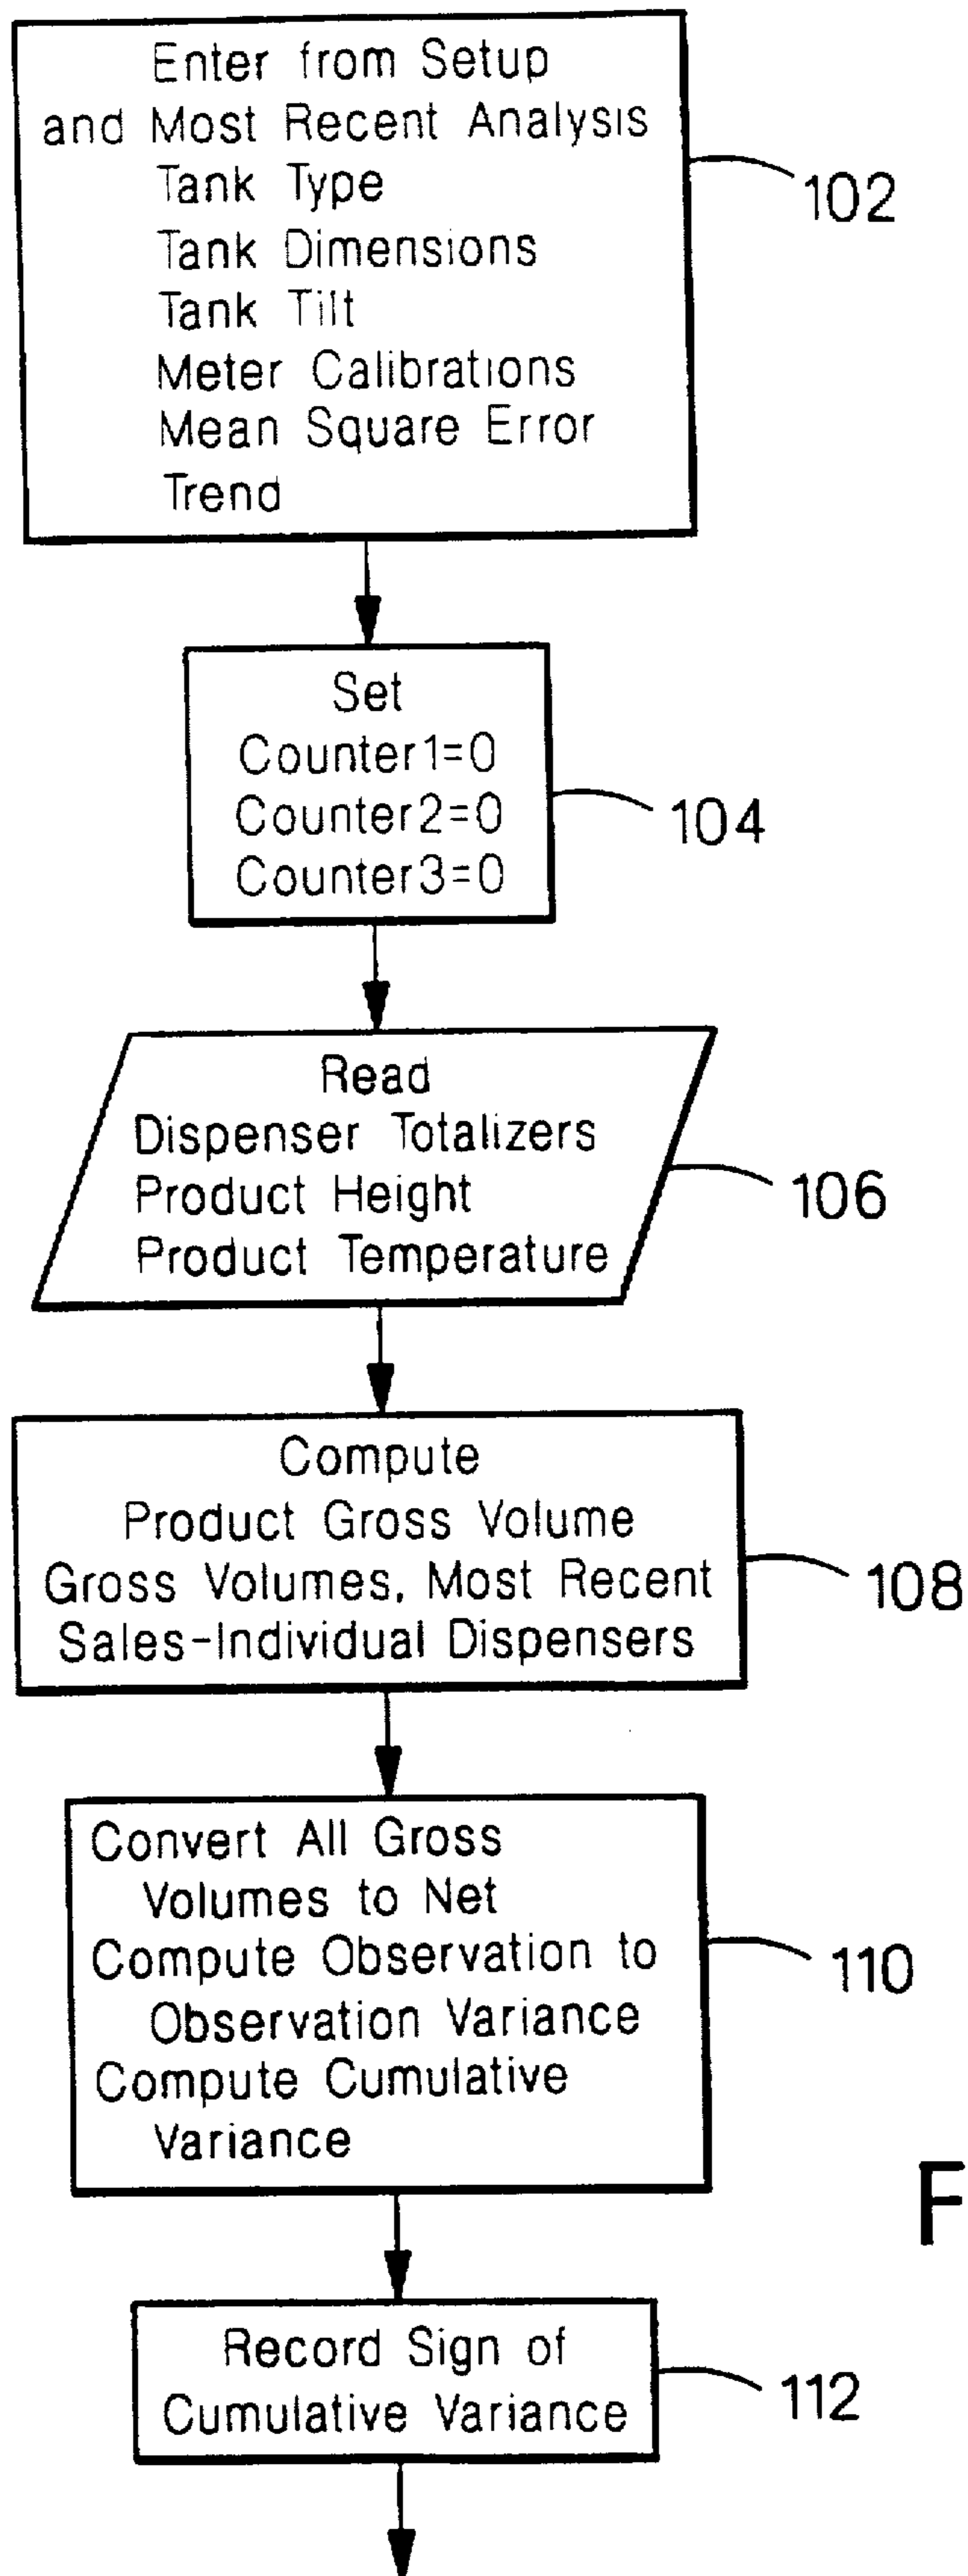 Enter from Setup
and Most Recent Analysis
Tank Type
Tank Dimensions
Tank Tilt
Meter Calibrations
Mean Square Error
Trend
102
Set
Counter1=0
Counter2=0
Counter3=0
104
Read
Dispenser Totalizers
Product Height
Product Temperature
106
Compute
Product Gross Volume
Gross Volumes, Most Recent
Sales-Individual Dispensers
108
Convert All Gross
Volumes to Net
Compute Observation to
Observation Variance
Compute Cumulative
Variance
110
F
Record Sign of
Cumulative Variance
112